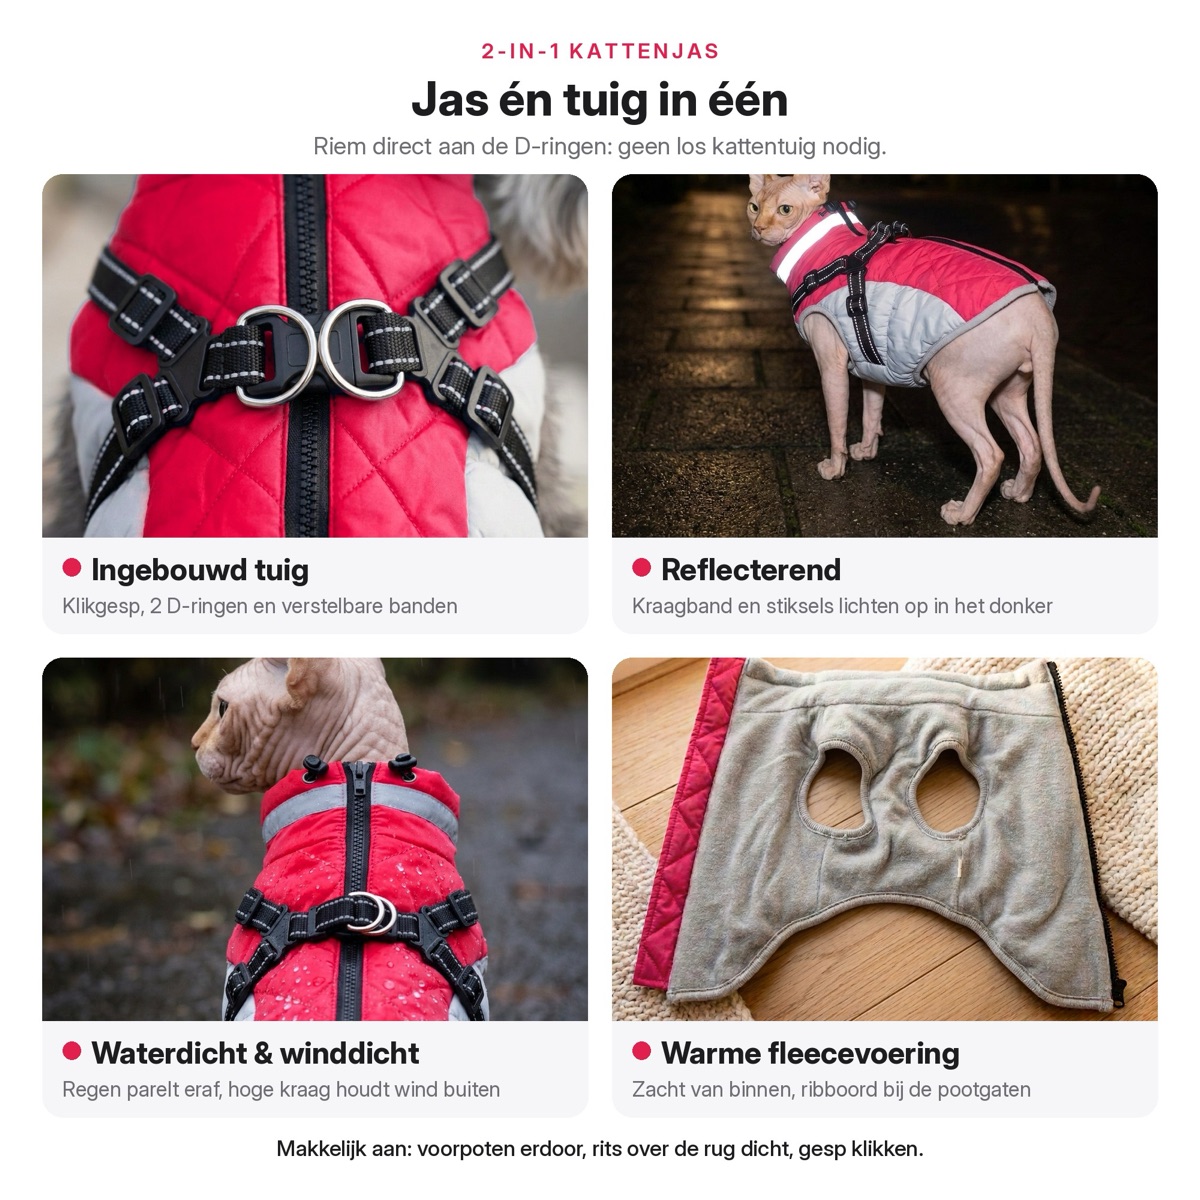 2-IN-1 KATTENJAS
Jas én tuig in één
Riem direct aan de D-ringen: geen los kattentuig nodig.
Ingebouwd tuig
Klikgesp, 2 D-ringen en verstelbare banden
Reflecterend
Kraagband en stiksels lichten op in het donker
Waterdicht & winddicht
Regen parelt eraf, hoge kraag houdt wind buiten
Warme fleecevoering
Zacht van binnen, ribboord bij de pootgaten
Makkelijk aan: voorpoten erdoor, rits over de rug dicht, gesp klikken.